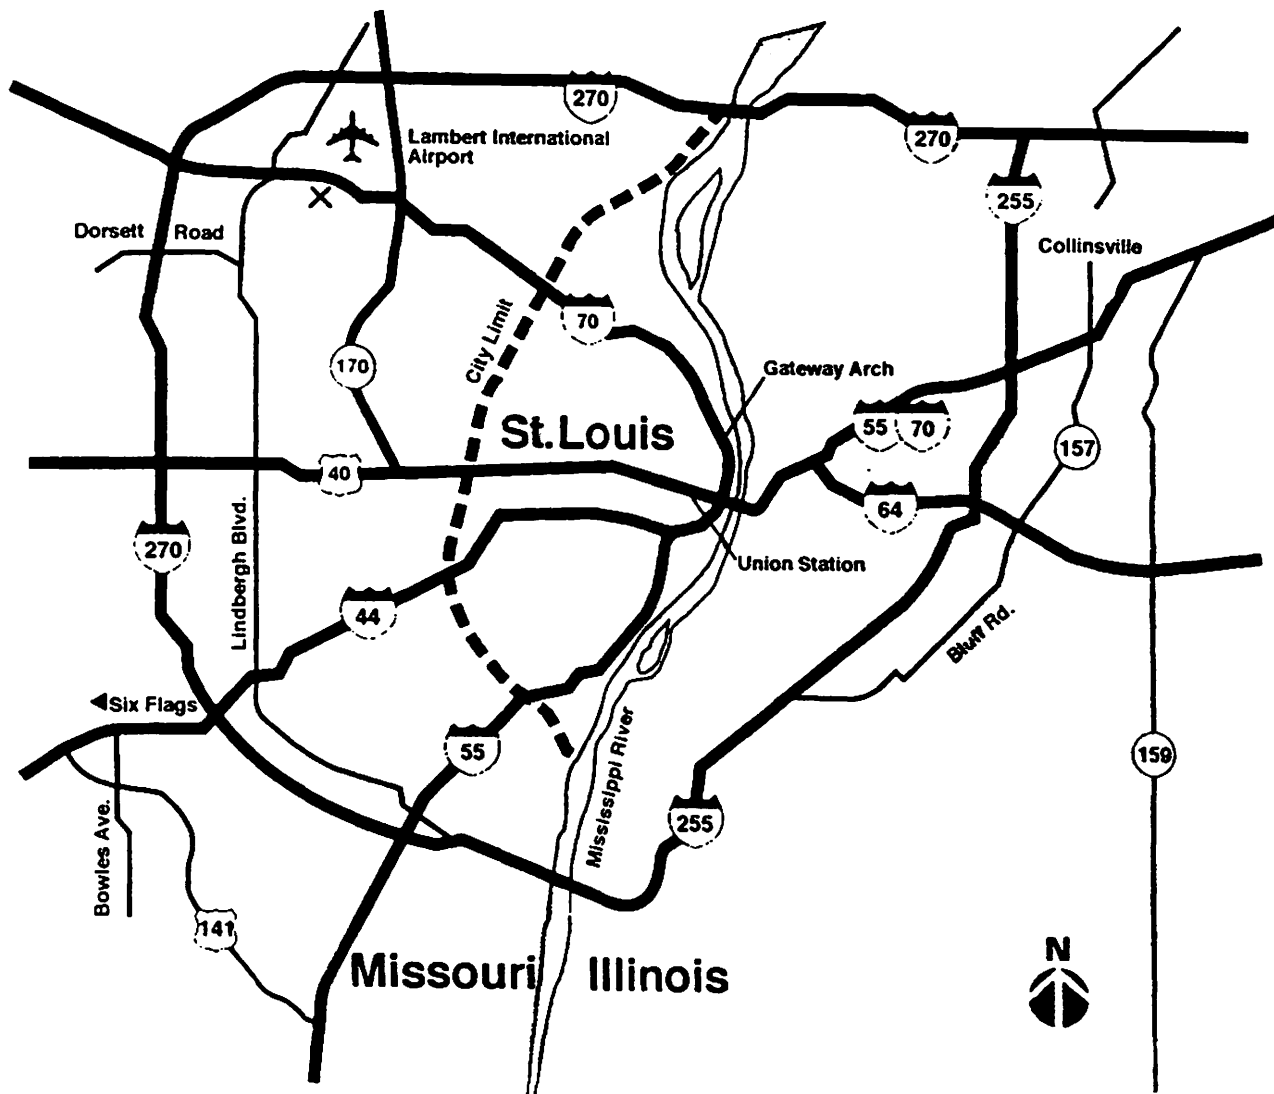 270
270
Lambert International
Airport
255
Dorsett Road
Collinsville
City Limit
70
170
Gateway Arch
St. Louis
55
70
157
40
64
270
Lindbergh Blvd.
Union Station
44
Bluff Rd.
Six Flags
55
Mississippi River
159
255
Bowles Ave.
141
Missouri
Illinois
N